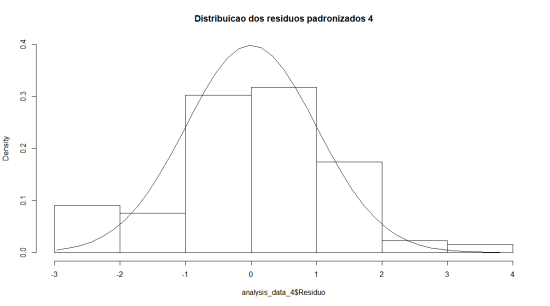 Distribuicao dos residuos padronizados 4
Density
0.4
0.3
0.2
0.1
0.0
-3 -2 -1 0 1 2 3 4
analysis_data_4$Residuo